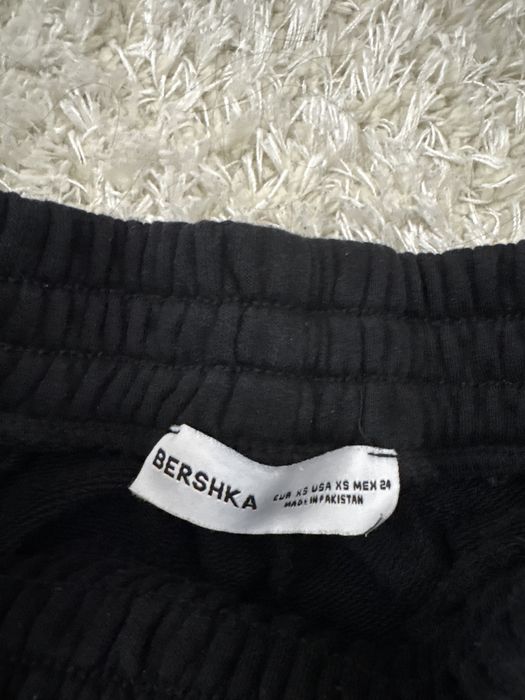 BERSHKA
EUR XS USA XS MEX 24
MADE IN PAKISTAN